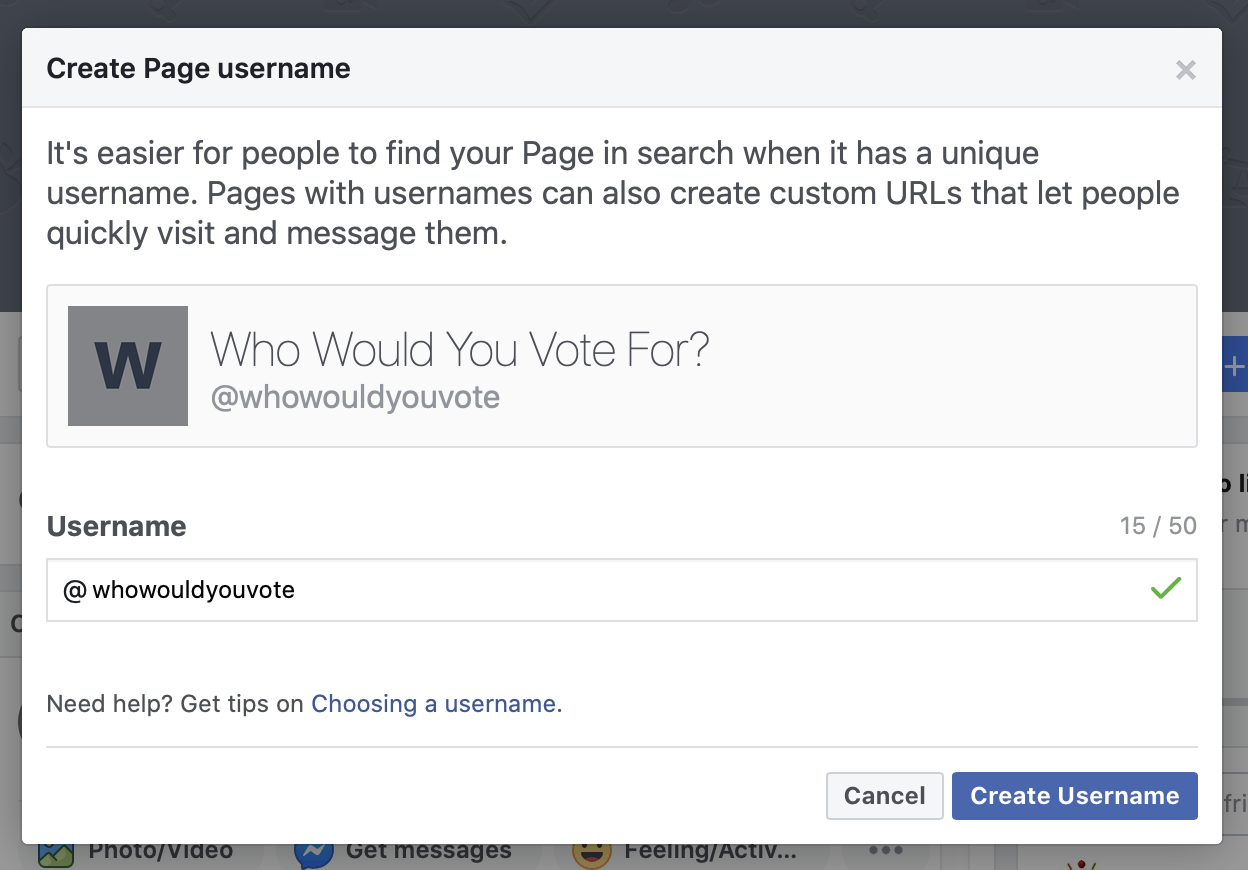 Create Page username
It's easier for people to find your Page in search when it has a unique
username. Pages with usernames can also create custom URLs that let people
quickly visit and message them.
W
Who Would You Vote For?
@whowouldyouvote
Username
15 / 50
@ whowouldyouvote
Need help? Get tips on Choosing a username.
Cancel
Create Username
Photo/Video
Get messages
Feeling/Activ...